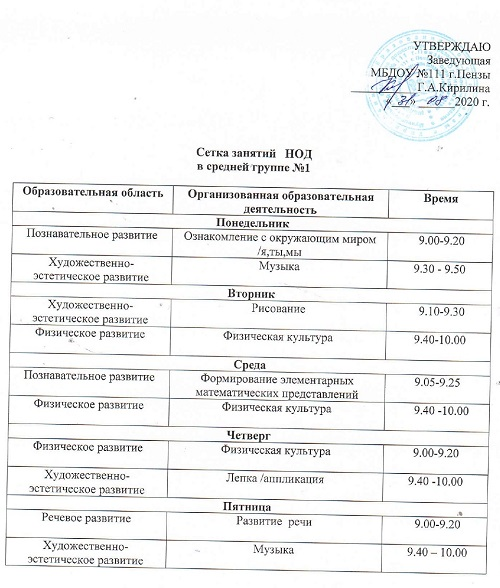 УТВЕРЖДАЮ
Заведующая
МБДОУ №111 г.Пензы
Г.А.Кирилина
31 08 2020 г.
Сетка занятий НОД
в средней группе №1
Образовательная область Организованная образовательная деятельность Время
Понедельник
Познавательное развитие Ознакомление с окружающим миром /я,ты,мы 9.00-9.20
Художественно-эстетическое развитие Музыка 9.30 - 9.50
Вторник
Художественно-эстетическое развитие Рисование 9.10-9.30
Физическое развитие Физическая культура 9.40-10.00
Среда
Познавательное развитие Формирование элементарных математических представлений 9.05-9.25
Физическое развитие Физическая культура 9.40 -10.00
Четверг
Физическое развитие Физическая культура 9.00-9.20
Художественно-эстетическое развитие Лепка /аппликация 9.40 -10.00
Пятница
Речевое развитие Развитие речи 9.00-9.20
Художественно-эстетическое развитие Музыка 9.40 – 10.00